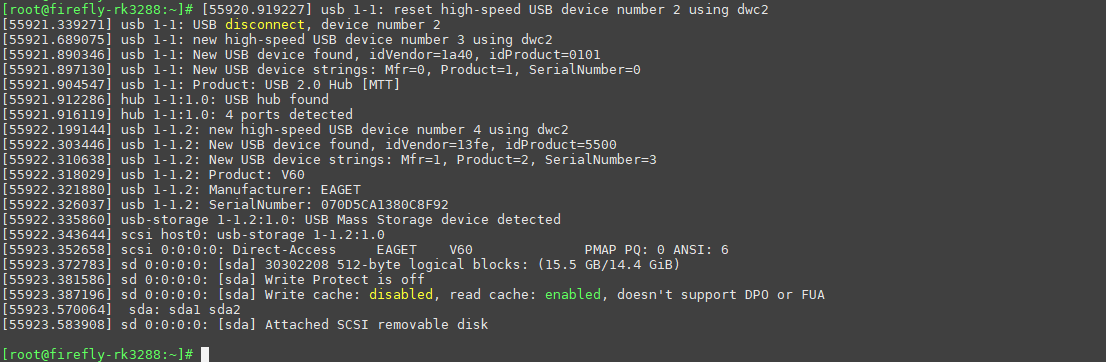 [root@firefly-rk3288:~]# [55920.919227] usb 1-1: reset high-speed USB device number 2 using dwc2
[55921.339271] usb 1-1: USB disconnect, device number 2
[55921.689075] usb 1-1: new high-speed USB device number 3 using dwc2
[55921.890346] usb 1-1: New USB device found, idVendor=1a40, idProduct=0101
[55921.897130] usb 1-1: New USB device strings: Mfr=0, Product=1, SerialNumber=0
[55921.904547] usb 1-1: Product: USB 2.0 Hub [MTT]
[55921.912286] hub 1-1:1.0: USB hub found
[55921.916119] hub 1-1:1.0: 4 ports detected
[55922.199144] usb 1-1.2: new high-speed USB device number 4 using dwc2
[55922.303446] usb 1-1.2: New USB device found, idVendor=13fe, idProduct=5500
[55922.310638] usb 1-1.2: New USB device strings: Mfr=1, Product=2, SerialNumber=3
[55922.318029] usb 1-1.2: Product: V60
[55922.321880] usb 1-1.2: Manufacturer: EAGET
[55922.326037] usb 1-1.2: SerialNumber: 070D5CA1380C8F92
[55922.335860] usb-storage 1-1.2:1.0: USB Mass Storage device detected
[55922.343644] scsi host0: usb-storage 1-1.2:1.0
[55923.352658] scsi 0:0:0:0: Direct-Access     EAGET    V60              PMAP PQ: 0 ANSI: 6
[55923.372783] sd 0:0:0:0: [sda] 30302208 512-byte logical blocks: (15.5 GB/14.4 GiB)
[55923.381586] sd 0:0:0:0: [sda] Write Protect is off
[55923.387196] sd 0:0:0:0: [sda] Write cache: disabled, read cache: enabled, doesn't support DPO or FUA
[55923.570064]  sda: sda1 sda2
[55923.583908] sd 0:0:0:0: [sda] Attached SCSI removable disk
[root@firefly-rk3288:~]#